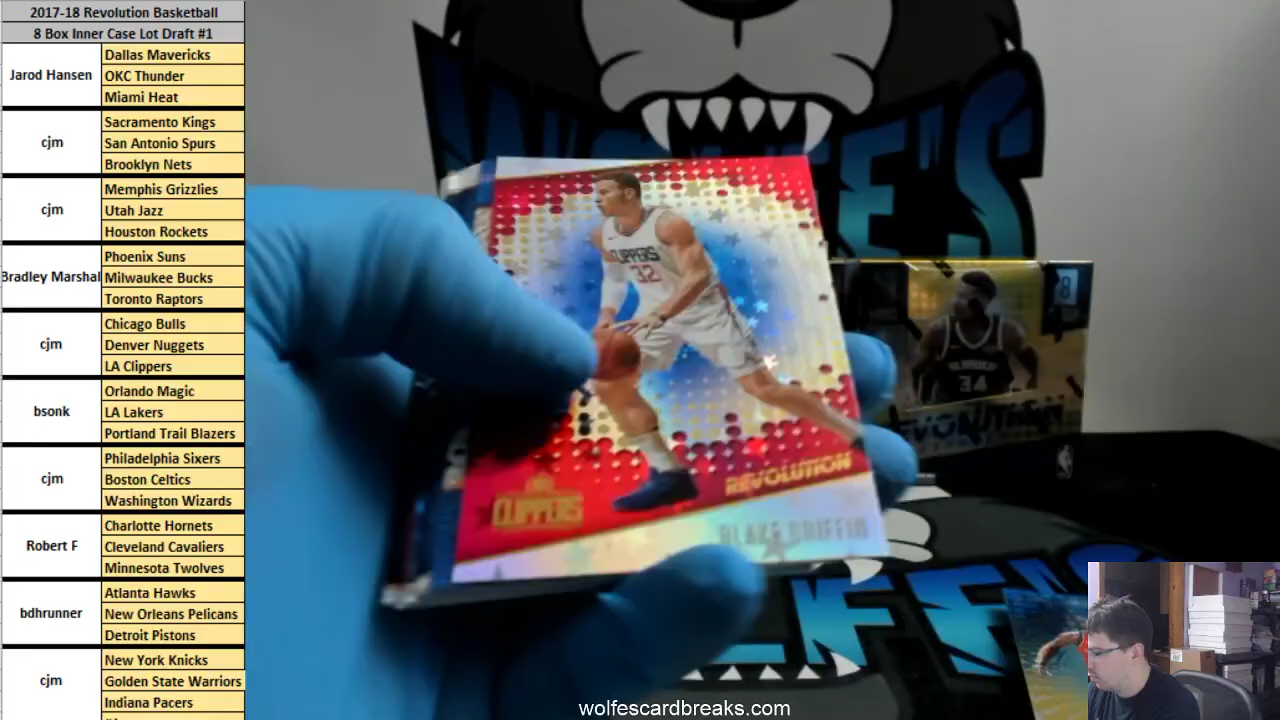 2017-18 Revolution Basketball
8 Box Inner Case Lot Draft #1
Jarod Hansen
Dallas Mavericks
OKC Thunder
Miami Heat
cjm
Sacramento Kings
San Antonio Spurs
Brooklyn Nets
cjm
Memphis Grizzlies
Utah Jazz
Houston Rockets
Bradley Marshal
Phoenix Suns
Milwaukee Bucks
Toronto Raptors
cjm
Chicago Bulls
Denver Nuggets
LA Clippers
bsonk
Orlando Magic
LA Lakers
Portland Trail Blazers
cjm
Philadelphia Sixers
Boston Celtics
Washington Wizards
Robert F
Charlotte Hornets
Cleveland Cavaliers
Minnesota Twolves
bdhrunner
Atlanta Hawks
New Orleans Pelicans
Detroit Pistons
cjm
New York Knicks
Golden State Warriors
Indiana Pacers
CLIPPERS
32
REVOLUTION
CLIPPERS
BLAKE GRIFFIN
8
34
REVOLUTION
wolfescardbreaks.com